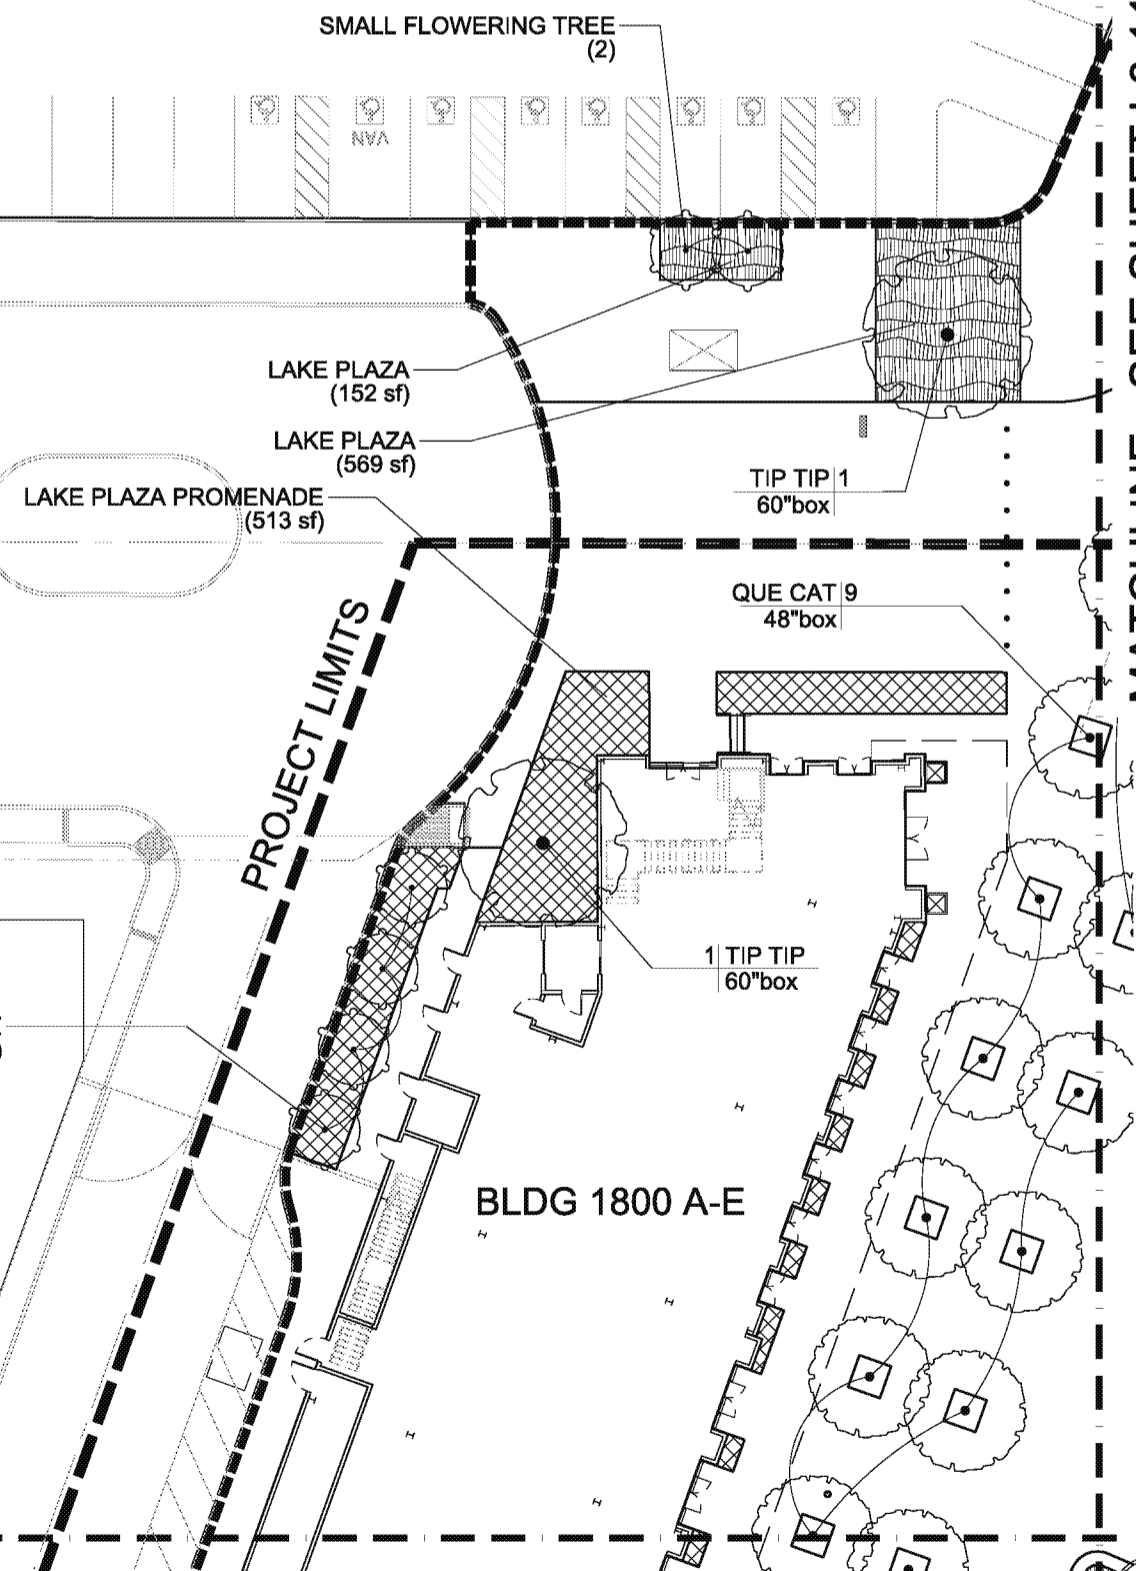 SMALL FLOWERING TREE
(2)
VAN
LAKE PLAZA
(152 sf)
LAKE PLAZA
(569 sf)
LAKE PLAZA PROMENADE
(513 sf)
TIP TIP 1
60"box
QUE CAT 9
48"box
PROJECT LIMITS
1 TIP TIP
60"box
BLDG 1800 A-E